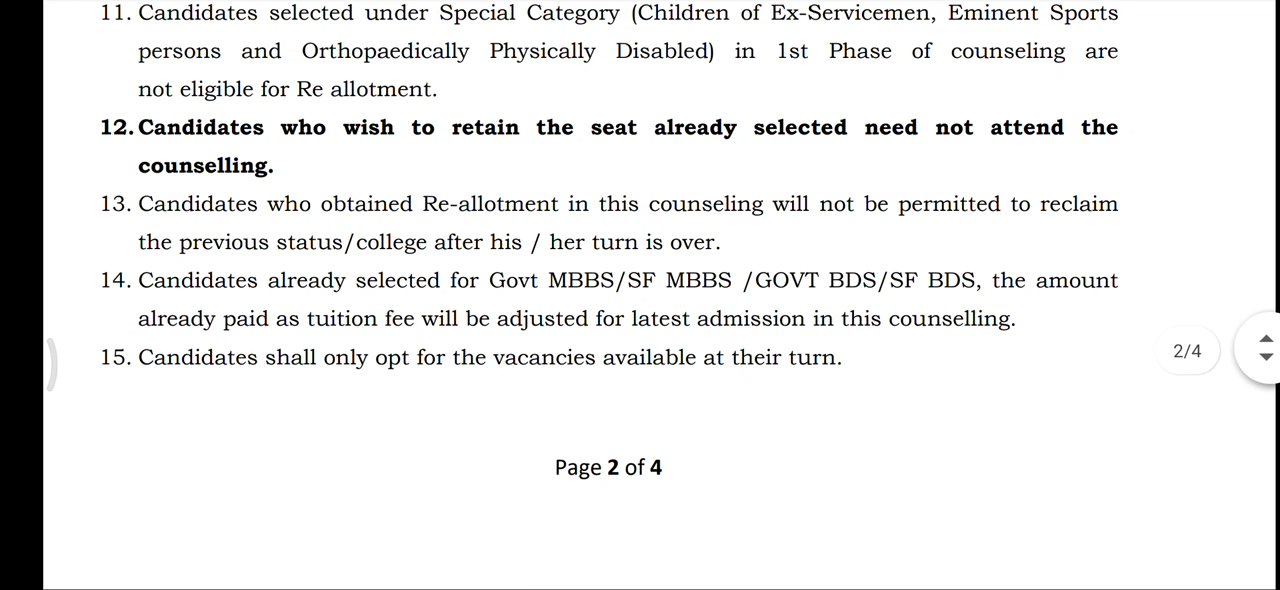 11. Candidates selected under Special Category (Children of Ex-Servicemen, Eminent Sports
persons and Orthopaedically Physically Disabled) in 1st Phase of counseling are
not eligible for Re allotment.
12. Candidates who wish to retain the seat already selected need not attend the
counselling.
13. Candidates who obtained Re-allotment in this counseling will not be permitted to reclaim
the previous status/college after his / her turn is over.
14. Candidates already selected for Govt MBBS/SF MBBS /GOVT BDS/SF BDS, the amount
already paid as tuition fee will be adjusted for latest admission in this counselling.
15. Candidates shall only opt for the vacancies available at their turn.
2/4
Page 2 of 4